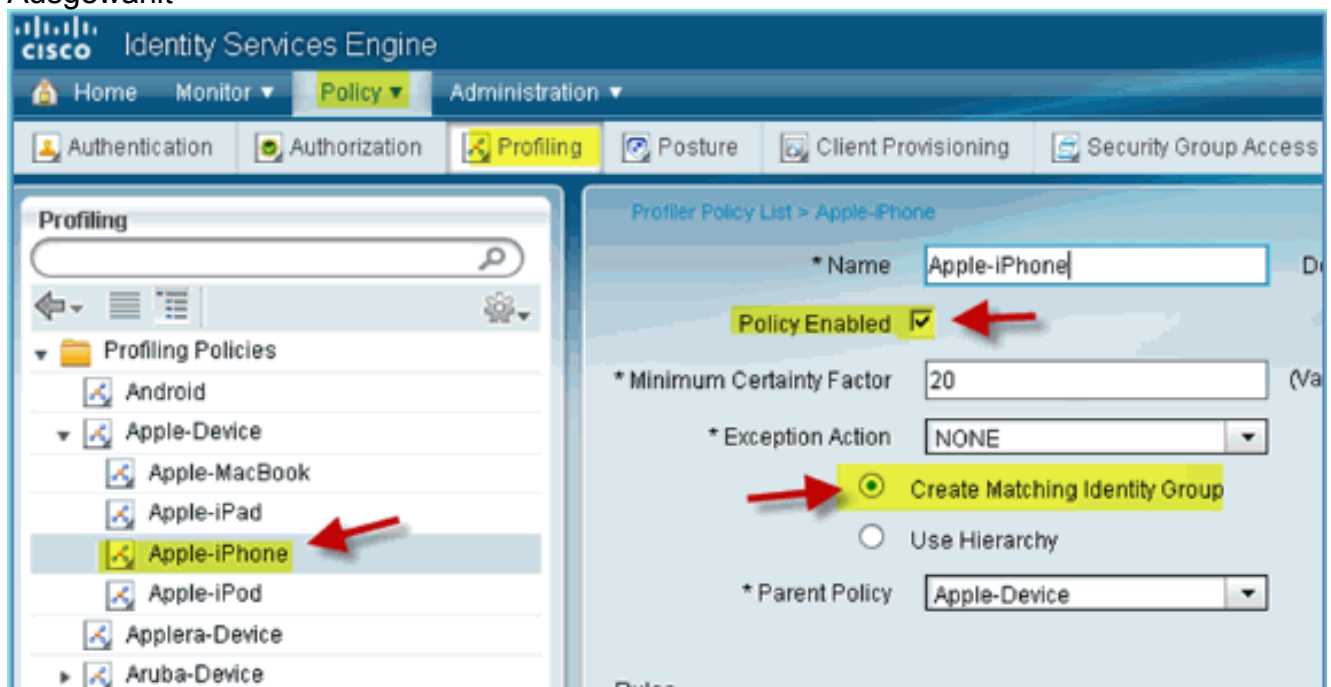 Ausgewählt
CISCO Identity Services Engine
Home Monitor Policy Administration
Authentication Authorization Profiling Posture Client Provisioning Security Group Access
Profiling
Profiling Policies
Android
Apple-Device
Apple-MacBook
Apple-iPad
Apple-iPhone
Apple-iPod
Applera-Device
Aruba-Device
Profiler Policy List > Apple-iPhone
* Name Apple-iPhone
Policy Enabled
* Minimum Certainty Factor 20 (Va
* Exception Action NONE
Create Matching Identity Group
Use Hierarchy
* Parent Policy Apple-Device
Rules